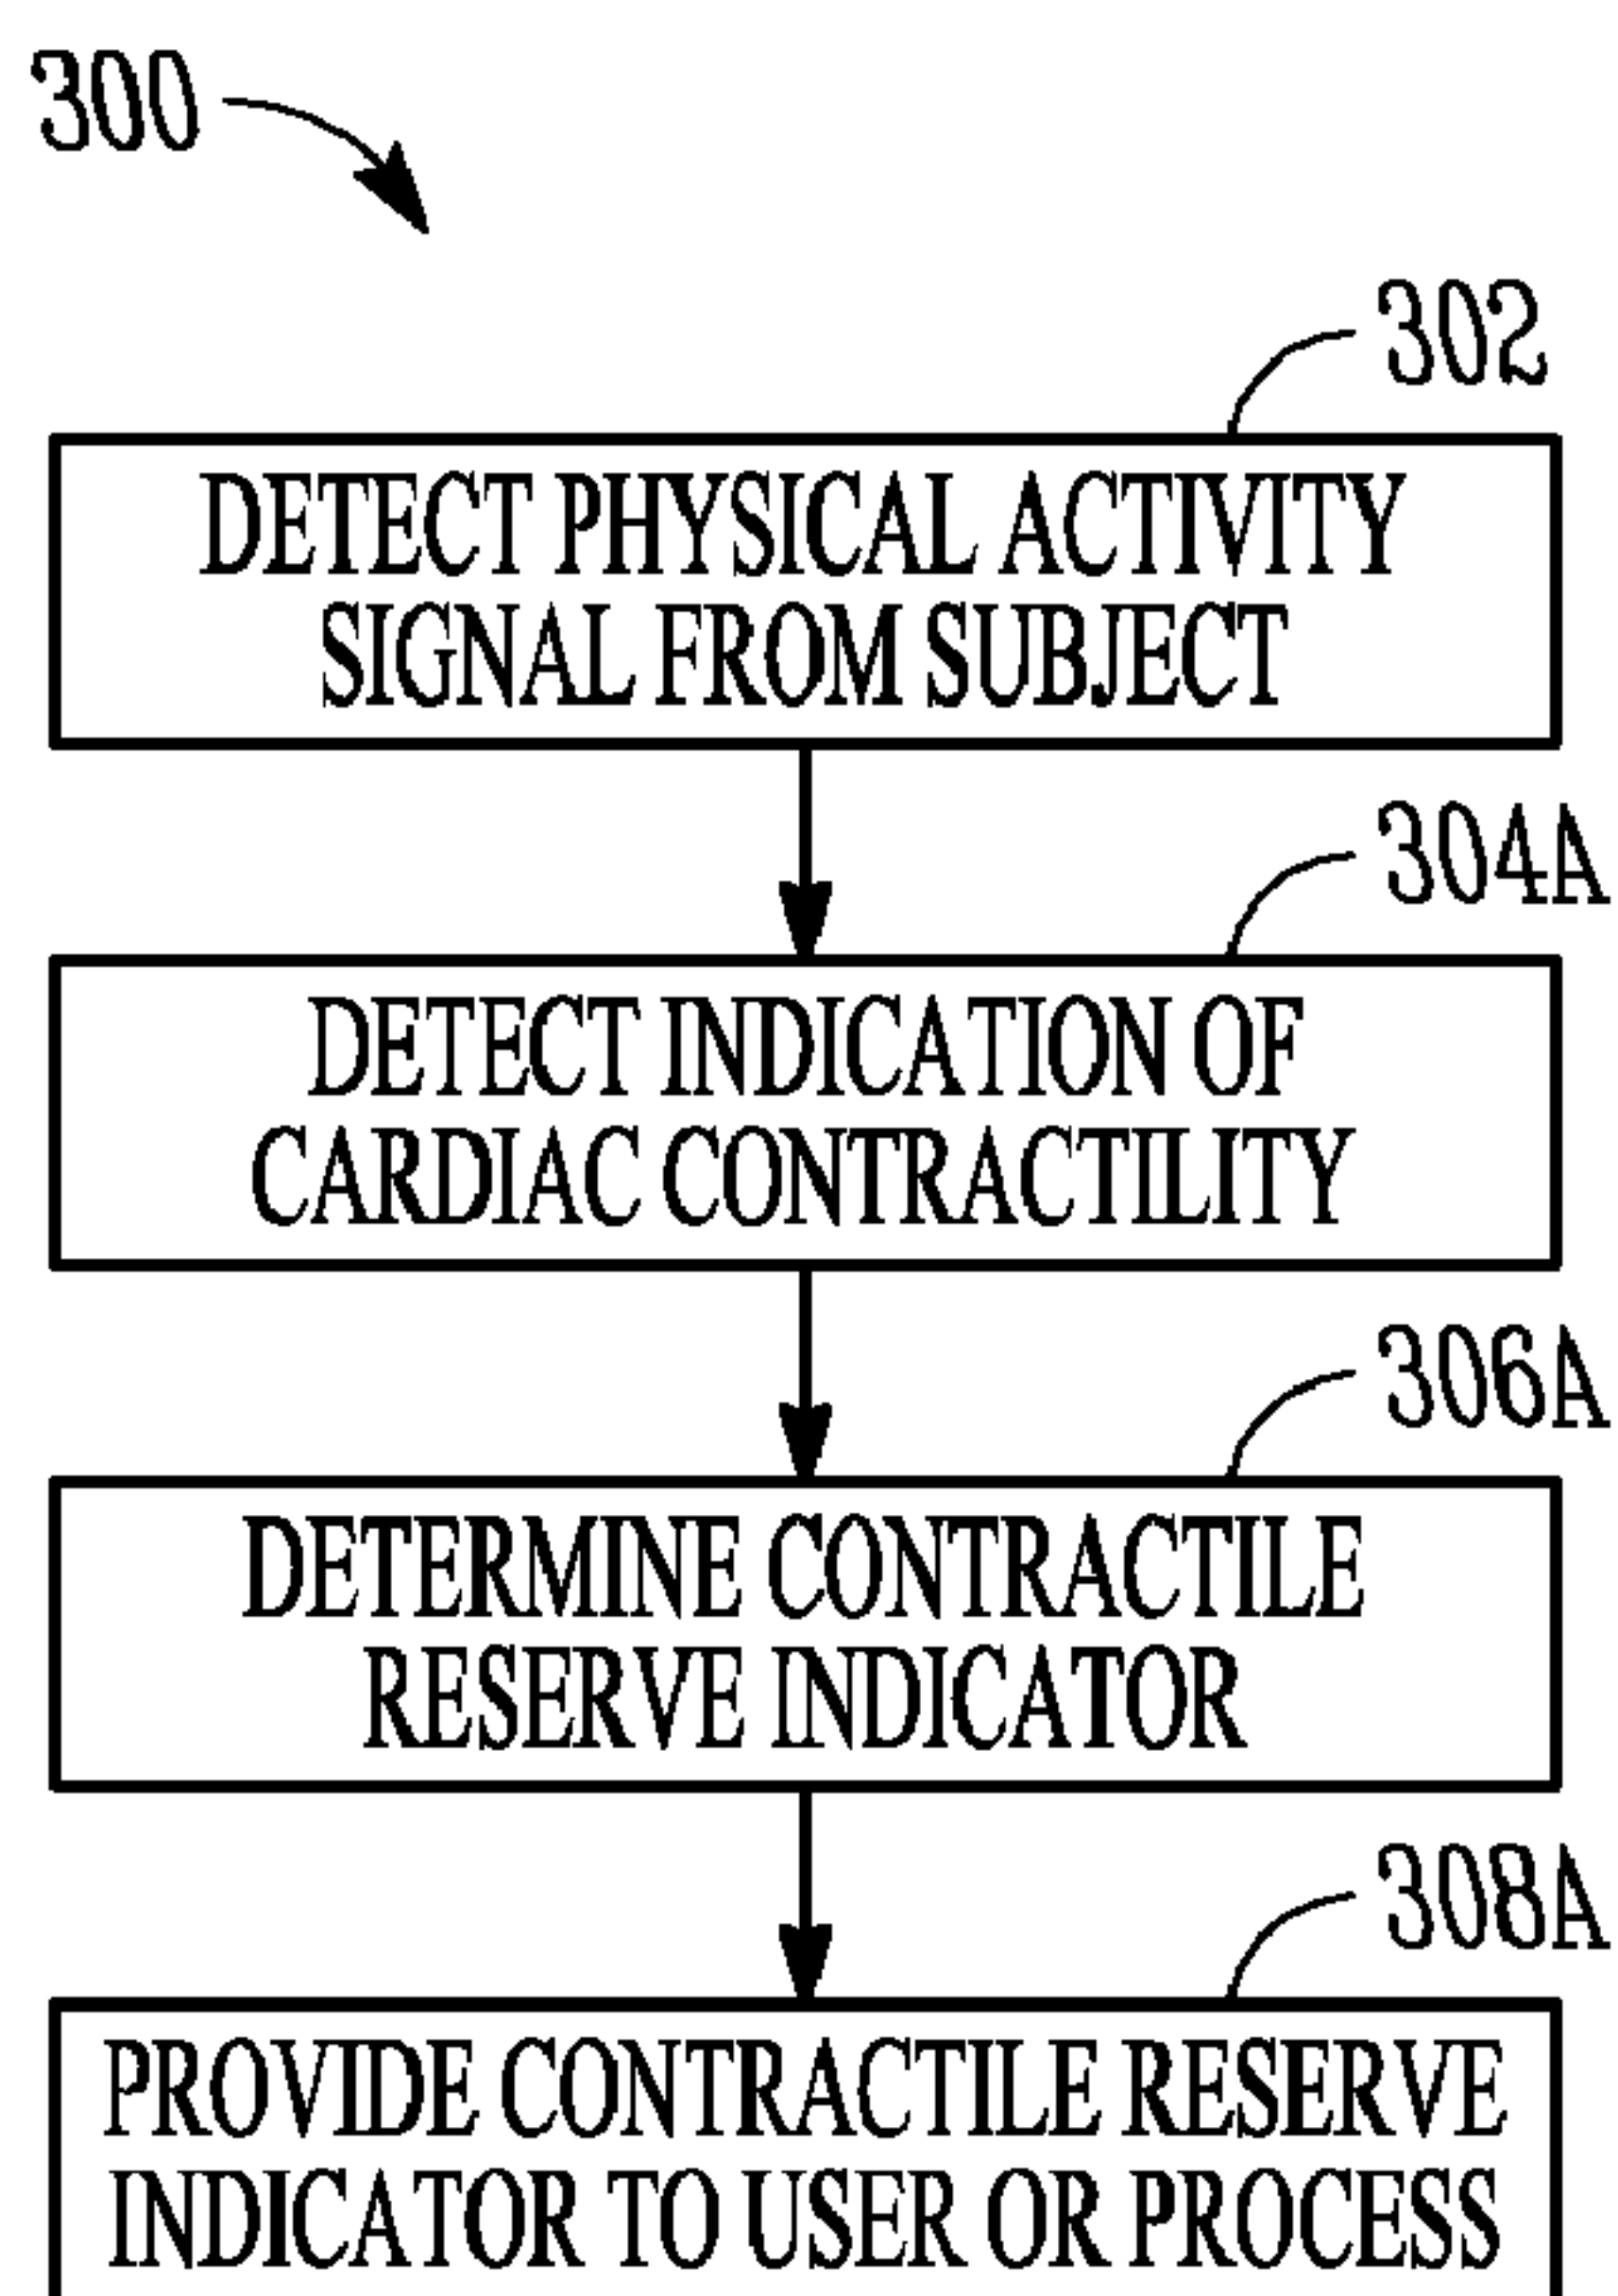 300
302
DETECT PHYSICAL ACTIVITY
SIGNAL FROM SUBJECT
304A
DETECT INDICATION OF
CARDIAC CONTRACTILITY
306A
DETERMINE CONTRACTILE
RESERVE INDICATOR
308A
PROVIDE CONTRACTILE RESERVE
INDICATOR TO USER OR PROCESS